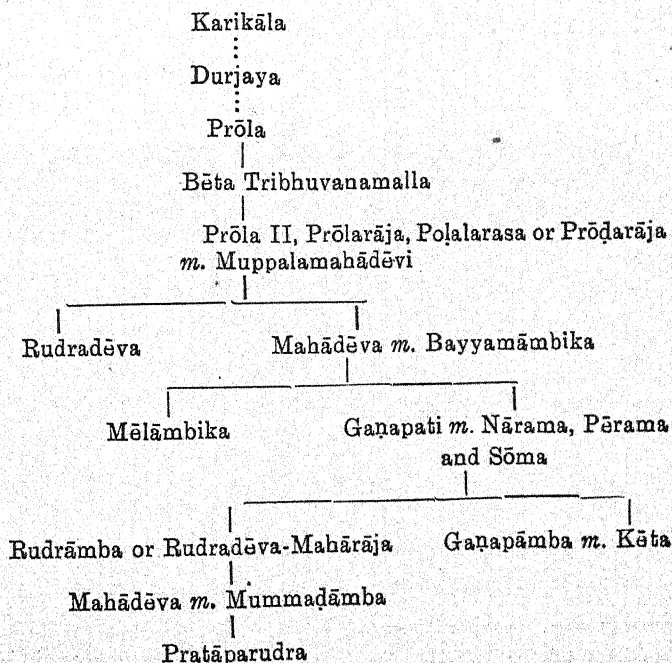 Karikāla
Durjaya
Prōla
Bēta Tribhuvanamalla
Prōla II, Prōlarāja, Poḷalarasa or Prōḍarāja
m. Muppalamahādēvi
Rudradēva Mahādēva m. Bayyamāmbika
Mēlāmbika Gaṇapati m. Nārama, Pērama
and Sōma
Rudrāmba or Rudradēva-Mahārāja Gaṇapāmba m. Kēta
Mahādēva m. Mummaḍāmba
Pratāparudra